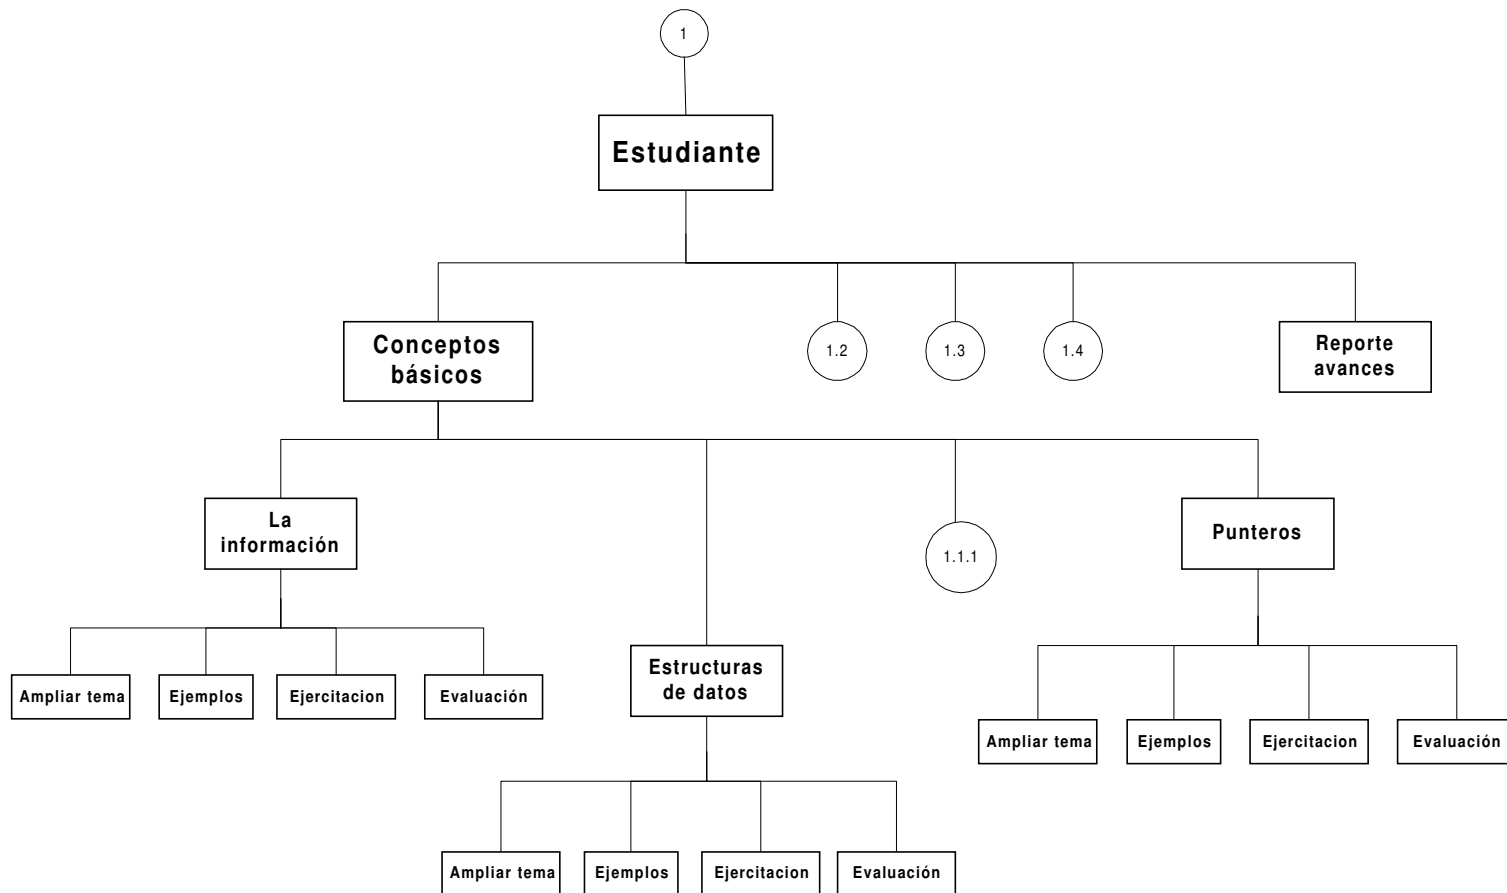 1
Estudiante
Conceptos
básicos
1.2
1.3
1.4
Reporte
avances
La
información
1.1.1
Punteros
Estructuras
de datos
Ampliar tema
Ejemplos
Ejercitacion
Evaluación
Ampliar tema
Ejemplos
Ejercitacion
Evaluación
Ampliar tema
Ejemplos
Ejercitacion
Evaluación